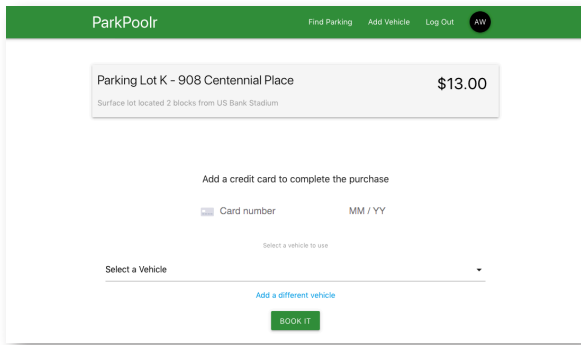 ParkPoolr
Find Parking Add Vehicle Log Out AW
Parking Lot K - 908 Centennial Place $13.00
Surface lot located 2 blocks from US Bank Stadium
Add a credit card to complete the purchase
Card number MM / YY
Select a vehicle to use
Select a Vehicle
Add a different vehicle
BOOK IT